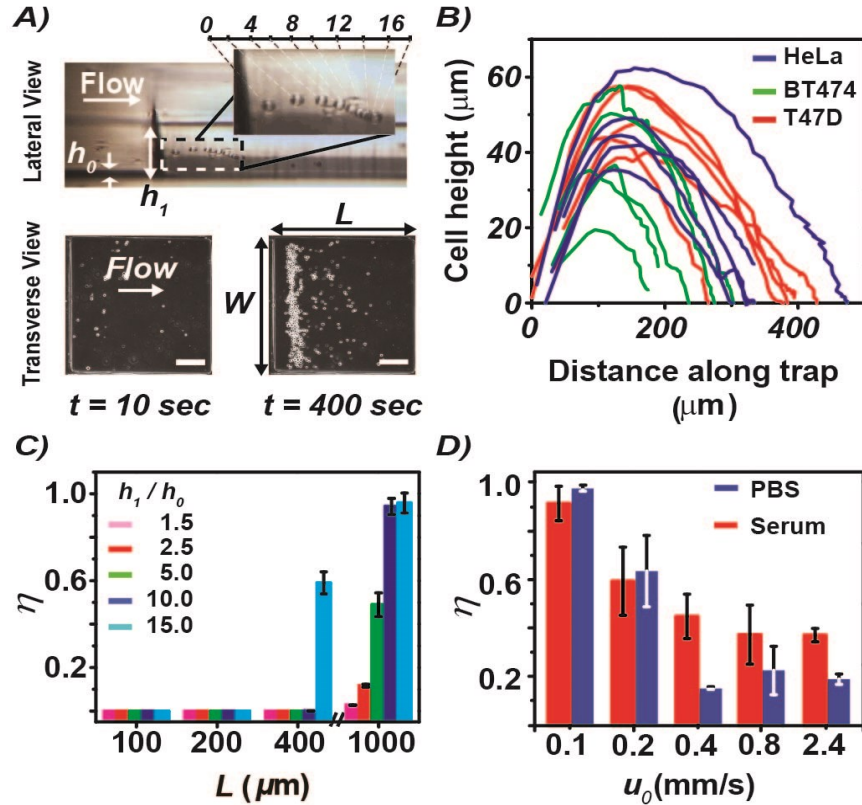 A)
0 4 8 12 16
Lateral View
Flow
h0
h1
Transverse View
Flow
L
W
t = 10 sec
t = 400 sec
B)
Cell height (μm)
60
40
20
0
HeLa
BT474
T47D
0 200 400
Distance along trap
(μm)
C)
η
1.0
0.6
0.2
h1 / h0
1.5
2.5
5.0
10.0
15.0
100 200 400 1000
L (μm)
D)
η
1.0
0.6
0.2
PBS
Serum
0.1 0.2 0.4 0.8 2.4
u0(mm/s)